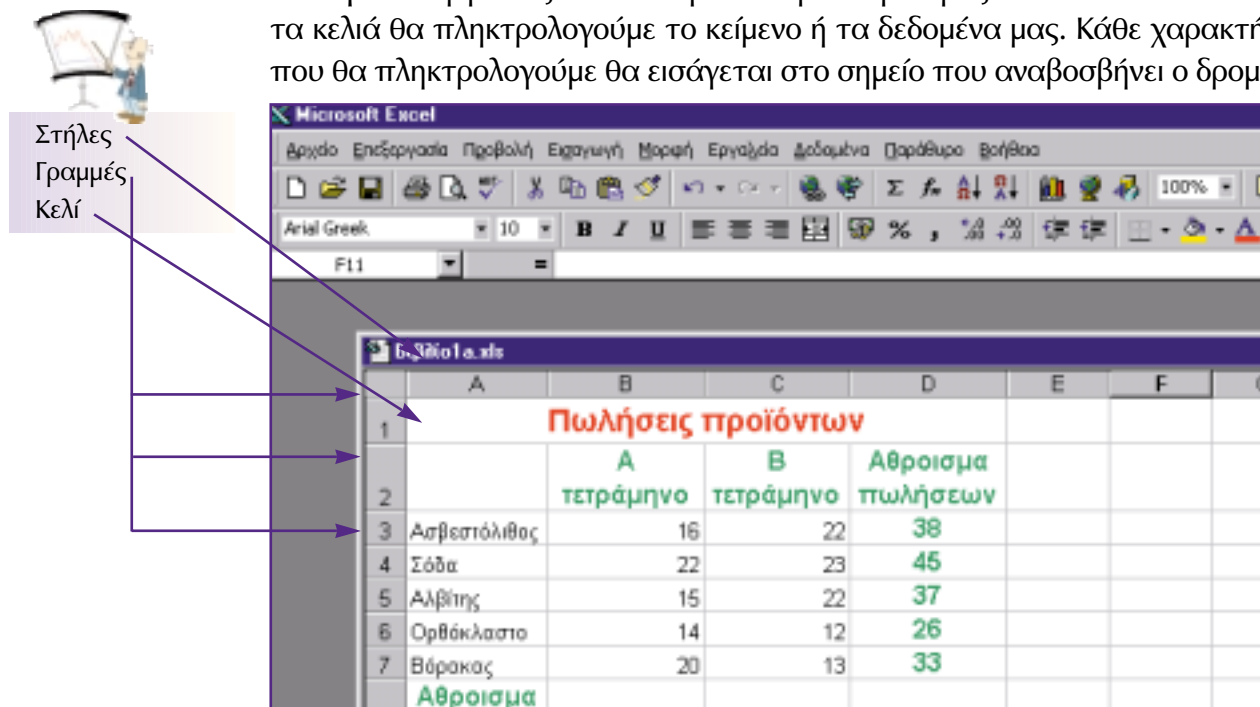 τα κελιά θα πληκτρολογούμε το κείμενο ή τα δεδομένα μας. Κάθε χαρακτή
που θα πληκτρολογούμε θα εισάγεται στο σημείο που αναβοσβήνει ο δρομ
Στήλες
Γραμμές
Κελί
Microsoft Excel
Αρχείο Επεξεργασία Προβολή Εισαγωγή Μορφή Εργαλεία Δεδομένα Παράθυρο Βοήθεια
100%
Arial Greek 10 B I U % ,
F11 =
βιβλίο1a.xls
A B C D E F
1 Πωλήσεις προϊόντων
Α Β Αθροισμα
2 τετράμηνο τετράμηνο πωλήσεων
3 Ασβεστόλιθος 16 22 38
4 Σόδα 22 23 45
5 Αλβίτης 15 22 37
6 Ορθόκλαστο 14 12 26
7 Βόρακας 20 13 33
Αθροισμα